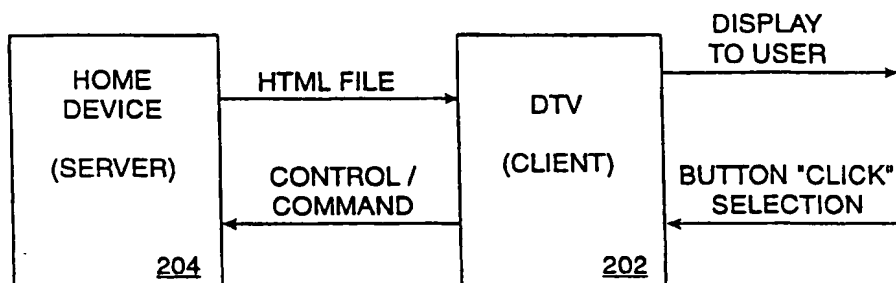 HOME
DEVICE
(SERVER)
204
HTML FILE
CONTROL /
COMMAND
DTV
(CLIENT)
202
DISPLAY
TO USER
BUTTON "CLICK"
SELECTION